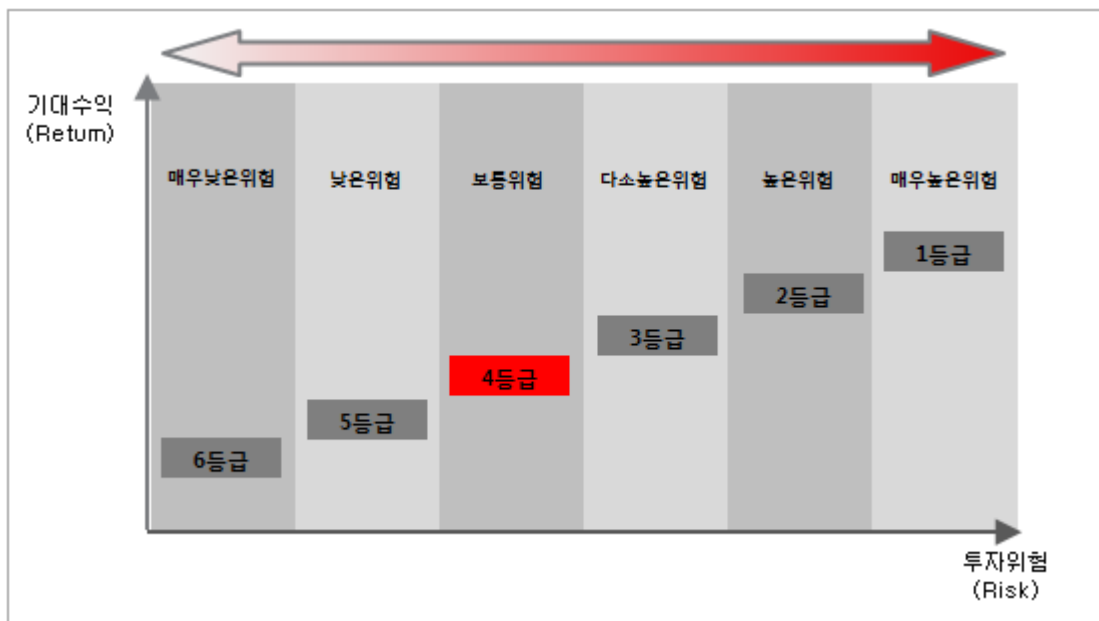 기대수익
(Retum)
매우낮은위험
낮은위험
보통위험
다소높은위험
높은위험
매우높은위험
1등급
2등급
3등급
4등급
5등급
6등급
투자위험
(Risk)